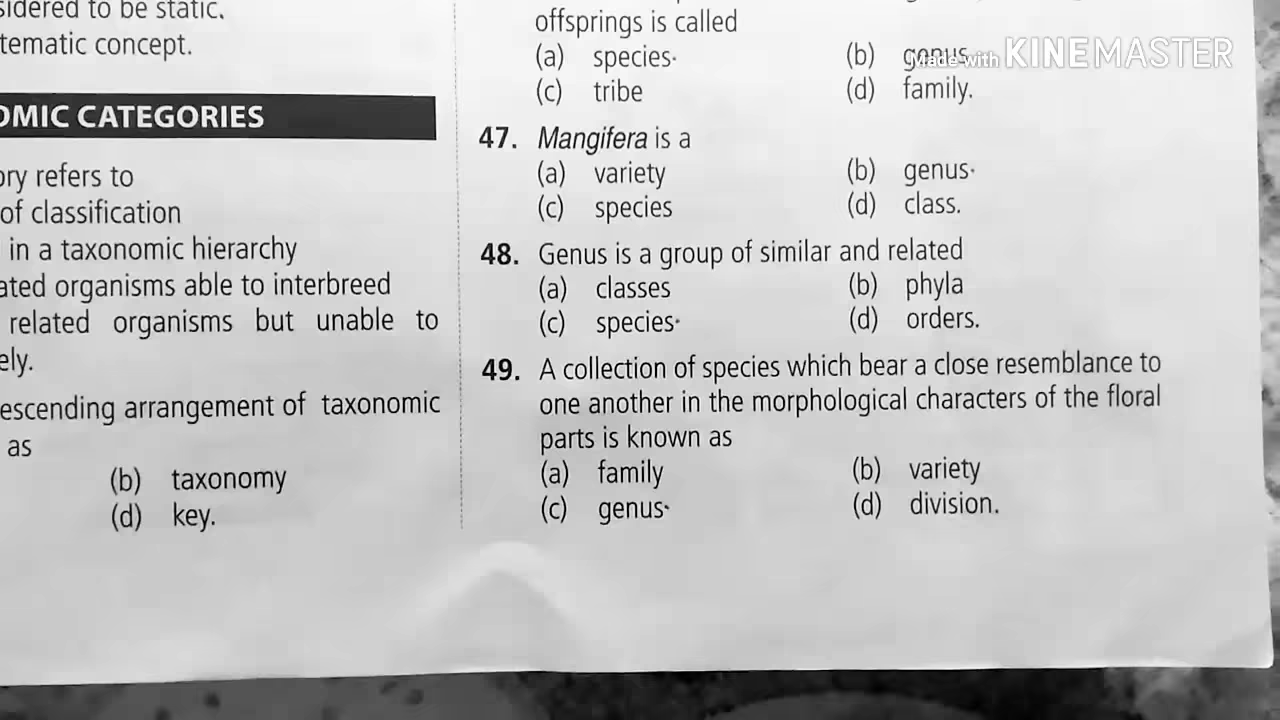 sidered to be static.
tematic concept.
OMIC CATEGORIES
ory refers to
of classification
in a taxonomic hierarchy
ated organisms able to interbreed
related organisms but unable to
ely.
escending arrangement of taxonomic
as
(b) taxonomy
(d) key.
offsprings is called
(a) species
(b) genus
(c) tribe
(d) family.
47. Mangifera is a
(a) variety
(b) genus
(c) species
(d) class.
48. Genus is a group of similar and related
(a) classes
(b) phyla
(c) species
(d) orders.
49. A collection of species which bear a close resemblance to
one another in the morphological characters of the floral
parts is known as
(a) family
(b) variety
(c) genus
(d) division.
Made with KINEMASTER